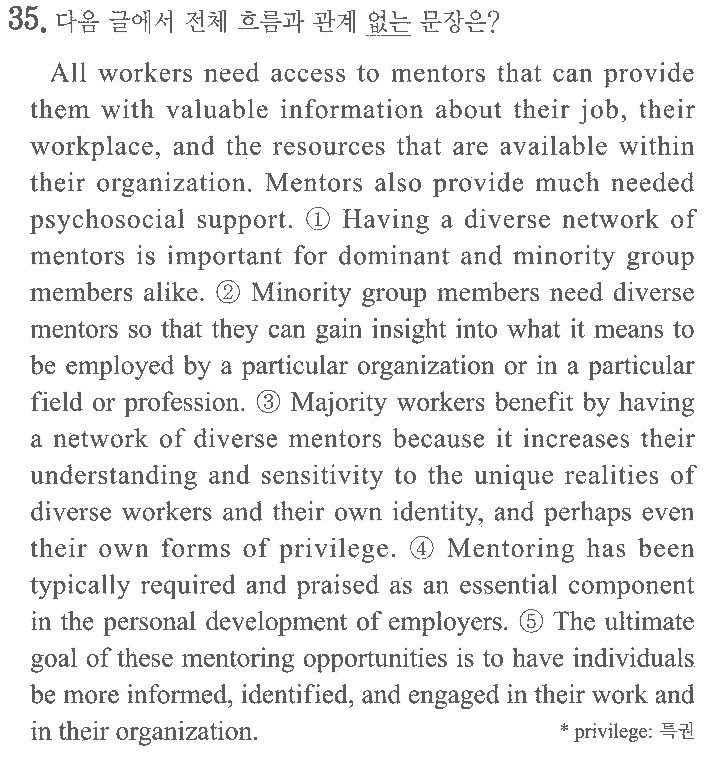 35. 다음 글에서 전체 흐름과 관계 없는 문장은?
All workers need access to mentors that can provide
them with valuable information about their job, their
workplace, and the resources that are available within
their organization. Mentors also provide much needed
psychosocial support. ① Having a diverse network of
mentors is important for dominant and minority group
members alike. ② Minority group members need diverse
mentors so that they can gain insight into what it means to
be employed by a particular organization or in a particular
field or profession. ③ Majority workers benefit by having
a network of diverse mentors because it increases their
understanding and sensitivity to the unique realities of
diverse workers and their own identity, and perhaps even
their own forms of privilege. ④ Mentoring has been
typically required and praised as an essential component
in the personal development of employers. ⑤ The ultimate
goal of these mentoring opportunities is to have individuals
be more informed, identified, and engaged in their work and
in their organization. * privilege: 특권